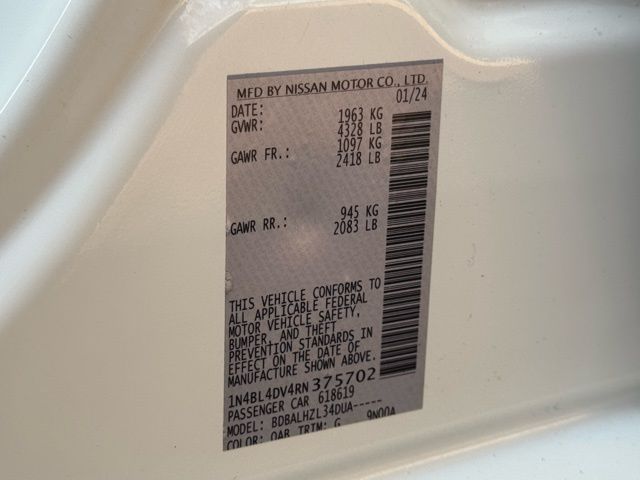 MFD BY NISSAN MOTOR CO., LTD.
DATE: 01/24
GVWR: 1963 KG
4328 LB
GAWR FR.: 1097 KG
2418 LB
GAWR RR.: 945 KG
2083 LB
THIS VEHICLE CONFORMS TO
ALL APPLICABLE FEDERAL
MOTOR VEHICLE SAFETY,
BUMPER, AND THEFT
PREVENTION STANDARDS IN
EFFECT ON THE DATE OF
MANUFACTURE SHOWN ABOVE.
1N4BL4DV4RN375702
PASSENGER CAR 618619
MODEL: BDBALHZL34DUA-----
COLOR: QAB TRIM: G 9N00A